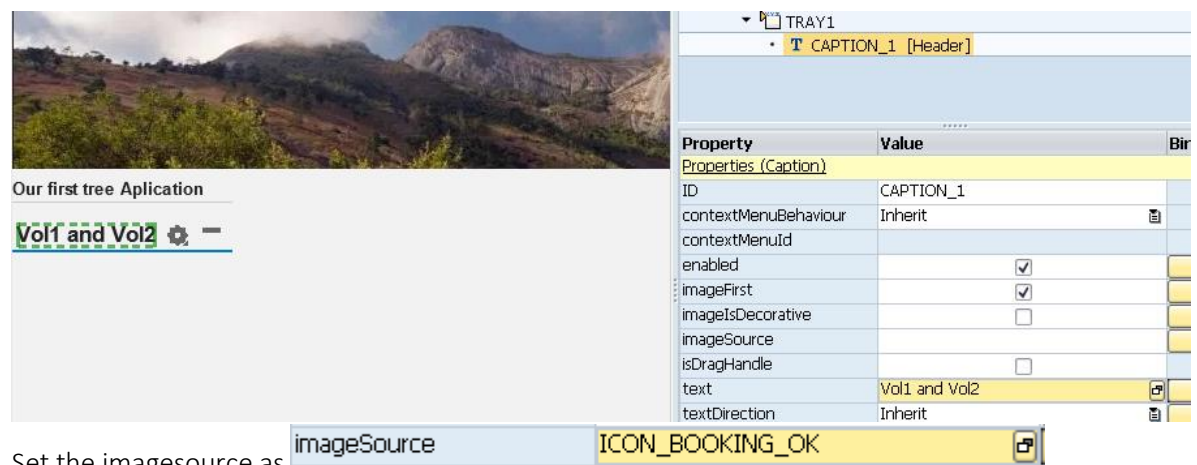 TRAY1
T CAPTION_1 [Header]
Property Value Bin
Properties (Caption)
ID CAPTION_1
contextMenuBehaviour Inherit
contextMenuId
enabled
imageFirst
imageIsDecorative
imageSource
isDragHandle
text Vol1 and Vol2
textDirection Inherit
Our first tree Aplication
Vol1 and Vol2
Set the imagesource as imageSource ICON_BOOKING_OK